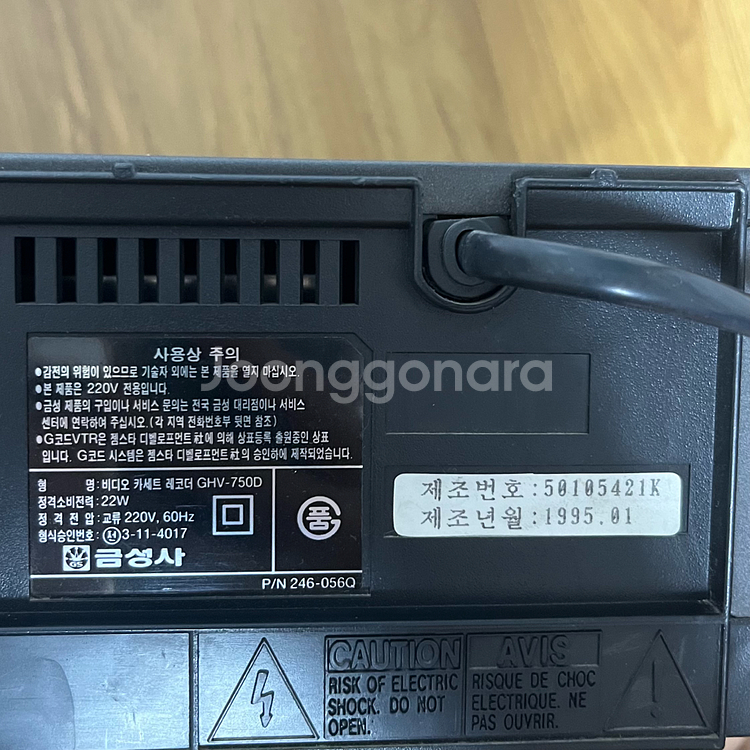 사용상 주의
●감전의 위험이 있으므로 기술자 외에는 본 제품을 열지 마십시오.
●본 제품은 220V 전용입니다.
●금성 제품의 구입이나 서비스 문의는 전국 금성 대리점이나 서비스
센터에 연락하여 주십시오.(각 지역 전화번호부 뒷면 참조)
●G코드VTR은 젬스타 디벨로프먼트社에 의해 상표등록 출원중인 상표
입니다. G코드 시스템은 젬스타 디벨로프먼트社의 승인하에 제작되었습니다.
형 명:비디오 카세트 레코더 GHV-750D
정격소비전력:22W
정 격 전 압:교류 220V, 60Hz
형식승인번호:전3-11-4017
품
GS 금성사
P/N 246-056Q
Joonggonara
제조번호:50105421K
제조년월:1995.01
CAUTION
RISK OF ELECTRIC
SHOCK. DO NOT
OPEN.
AVIS
RISQUE DE CHOC
ELECTRIQUE. NE
PAS OUVRIR.